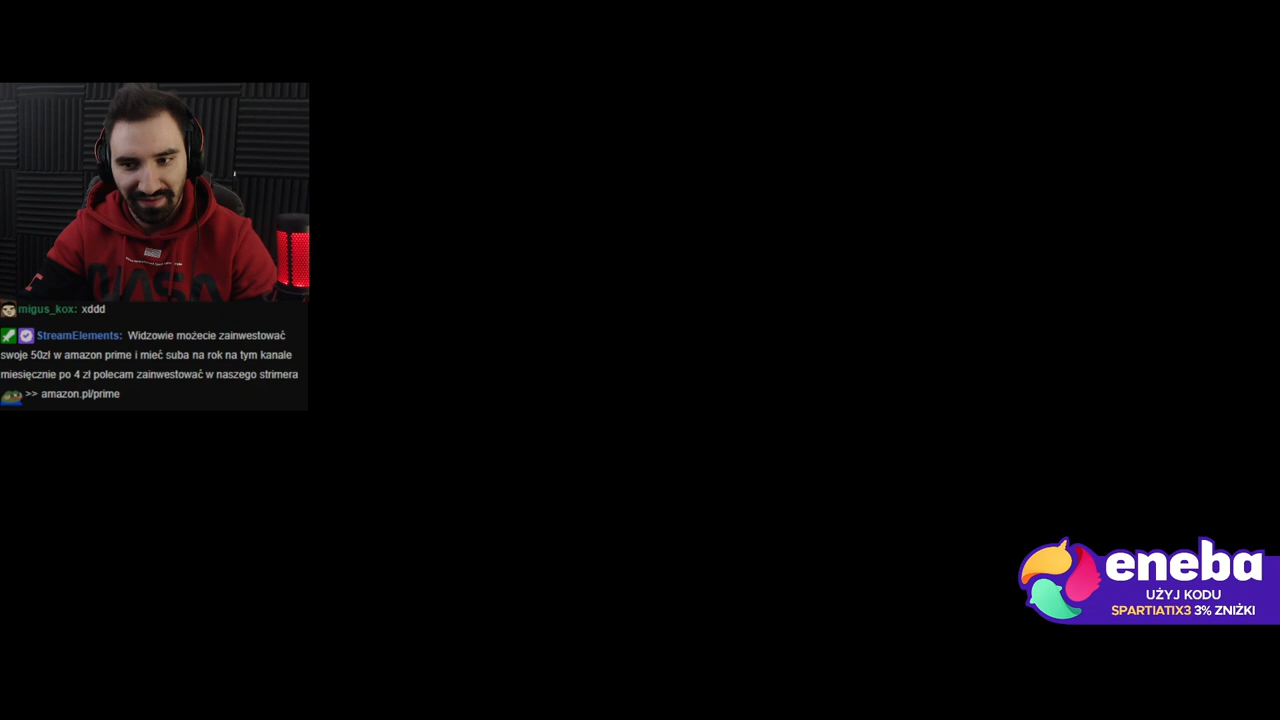 NASA
migus_kox: xddd
StreamElements: Widzowie możecie zainwestować
swoje 50zł w amazon prime i mieć suba na rok na tym kanale
miesięcznie po 4 zł polecam zainwestować w naszego strimera
>> amazon.pl/prime
eneba
UŻYJ KODU
SPARTIATIX3 3% ZNIŻKI